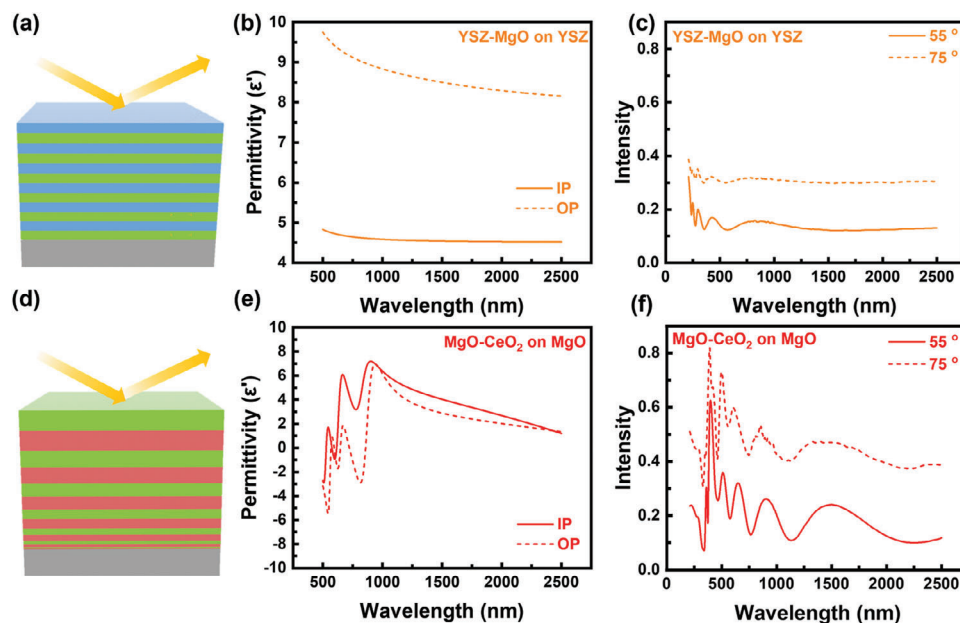 (a)
(b)
10
9
8
7
6
5
4
Permittivity (ε')
YSZ-MgO on YSZ
IP
OP
500 1000 1500 2000 2500
Wavelength (nm)
(c)
0.8
0.6
0.4
0.2
0.0
Intensity
YSZ-MgO on YSZ
55 o
75 o
0 500 1000 1500 2000 2500
Wavelength (nm)
(d)
(e)
10
8
6
4
2
0
-2
-4
-6
-8
-10
Permittivity (ε')
MgO-CeO2 on MgO
IP
OP
500 1000 1500 2000 2500
Wavelength (nm)
(f)
0.8
0.6
0.4
0.2
0.0
Intensity
MgO-CeO2 on MgO
55 o
75 o
0 500 1000 1500 2000 2500
Wavelength (nm)